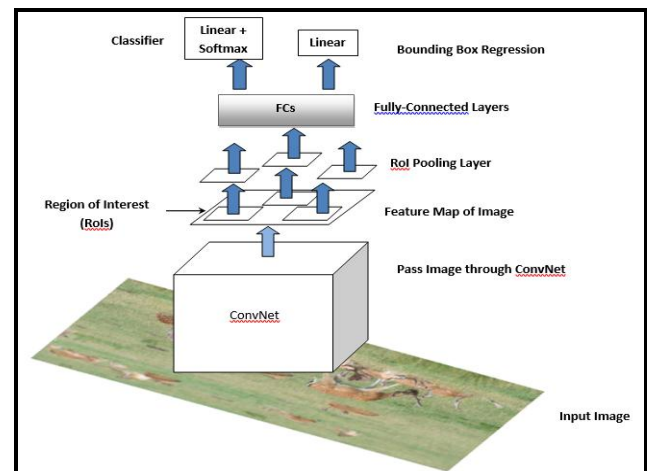 Classifier
Linear +
Softmax
Linear
Bounding Box Regression
FCs
Fully-Connected Layers
RoI Pooling Layer
Region of Interest
(RoIs)
Feature Map of Image
Pass Image through ConvNet
ConvNet
Input Image